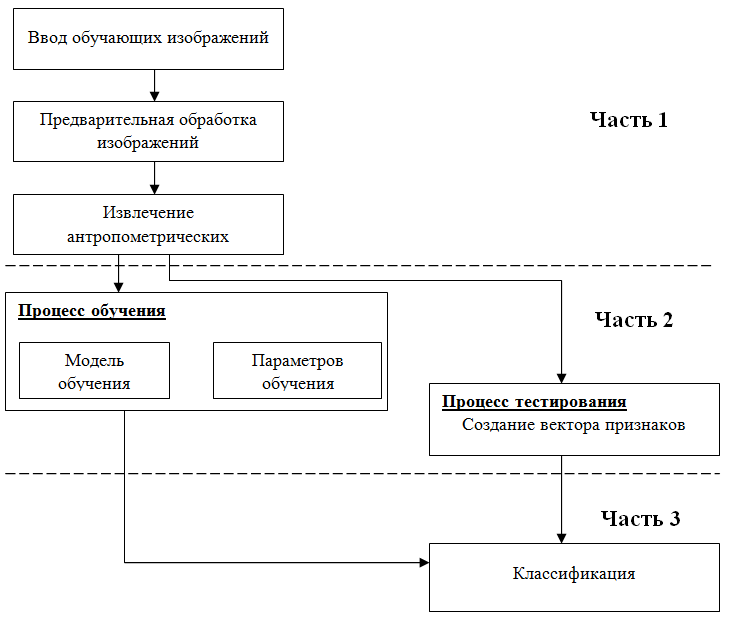 Ввод обучающих изображений
Предварительная обработка
изображений
Часть 1
Извлечение
антропометрических
Процесс обучения
Модель
обучения
Параметров
обучения
Часть 2
Процесс тестирования
Создание вектора признаков
Часть 3
Классификация